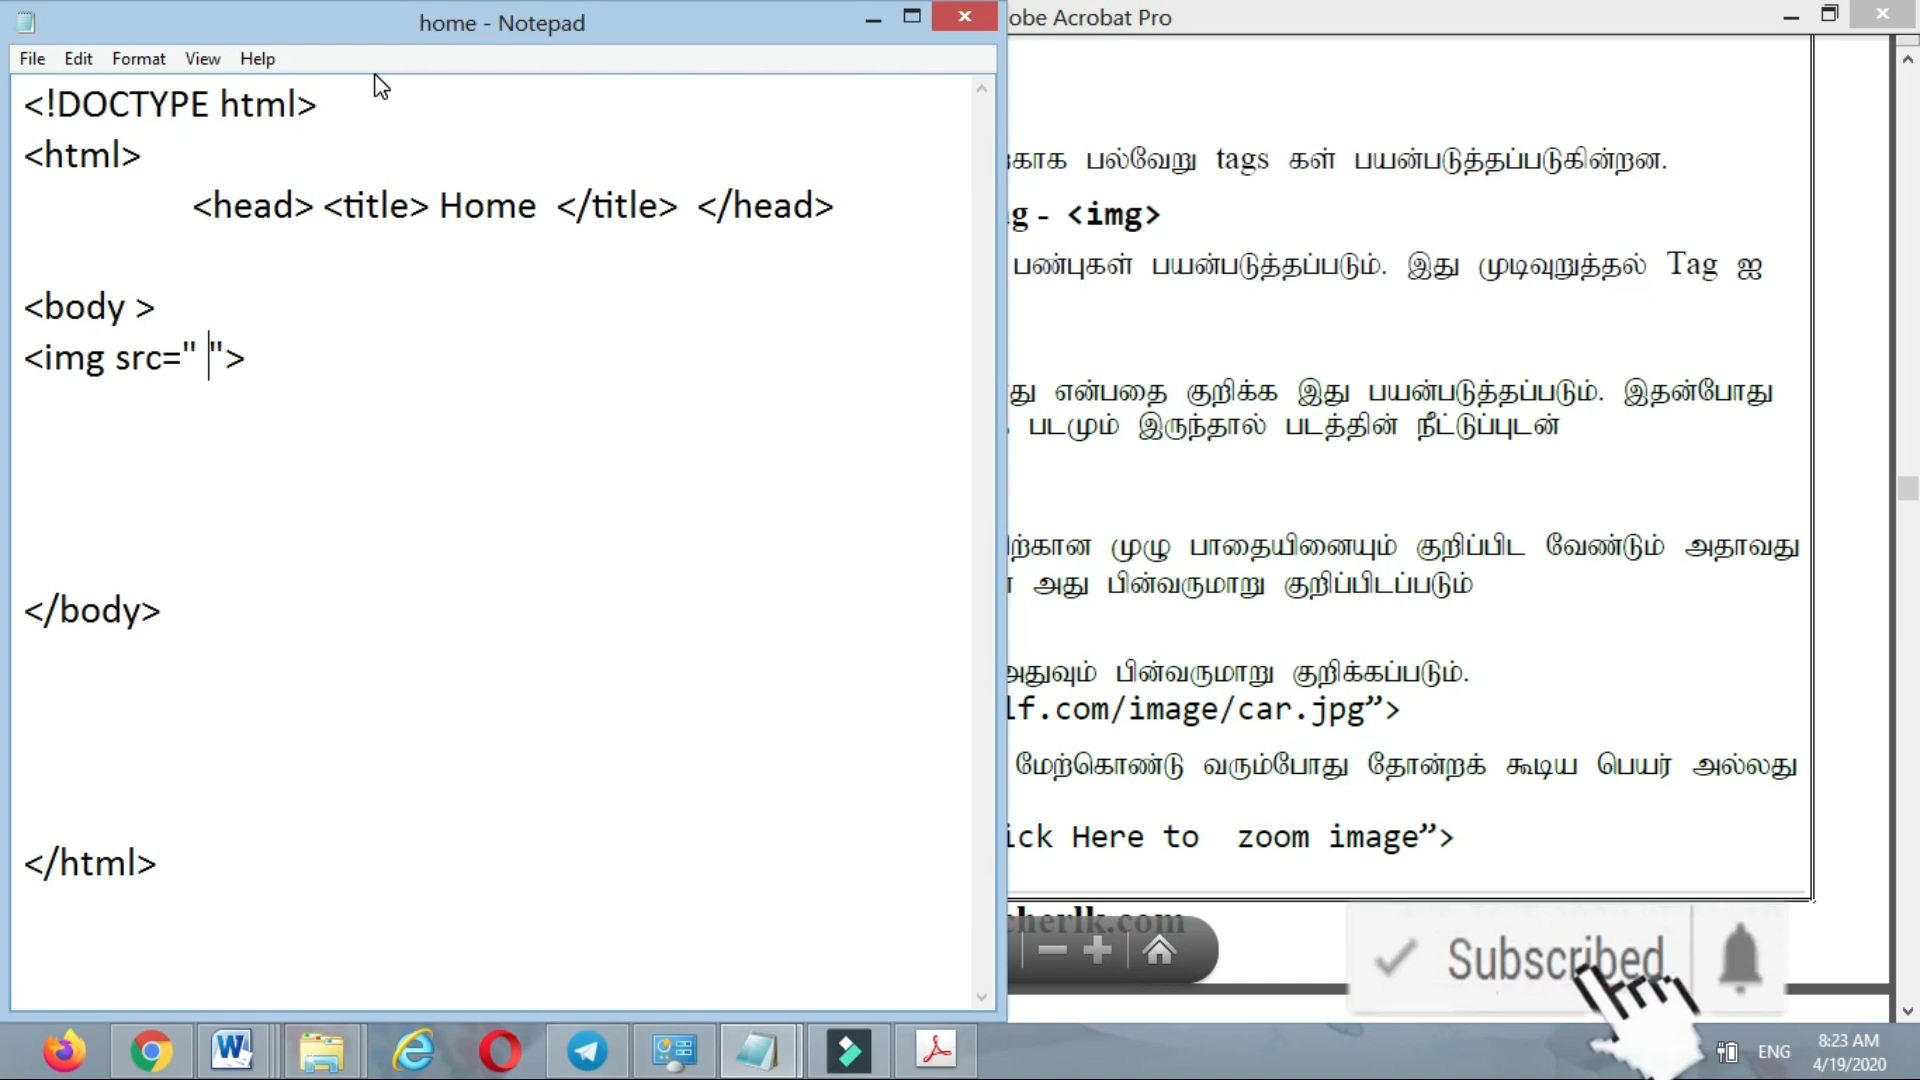 home - Notepad
File Edit Format View Help
<!DOCTYPE html>
<html>
<head> <title> Home </title> </head>
<body >
<img src=" ">
</body>
</html>
Adobe Acrobat Pro
பல்வேறு tags கள் பயன்படுத்தப்படுகின்றன.
- <img>
பண்புகள் பயன்படுத்தப்படும். இது முடிவுறுத்தல் Tag ஐ
என்பதை குறிக்க இது பயன்படுத்தப்படும். இதன்போது
படமும் இருந்தால் படத்தின் நீட்டுப்புடன்
முழு பாதையினையும் குறிப்பிட வேண்டும் அதாவது
அது பின்வருமாறு குறிப்பிடப்படும்
அதுவும் பின்வருமாறு குறிக்கப்படும்.
lf.com/image/car.jpg”>
மேற்கொண்டு வரும்போது தோன்றக் கூடிய பெயர் அல்லது
ick Here to zoom image”>
cherlk.com
Subscribed
ENG
8:23 AM
4/19/2020